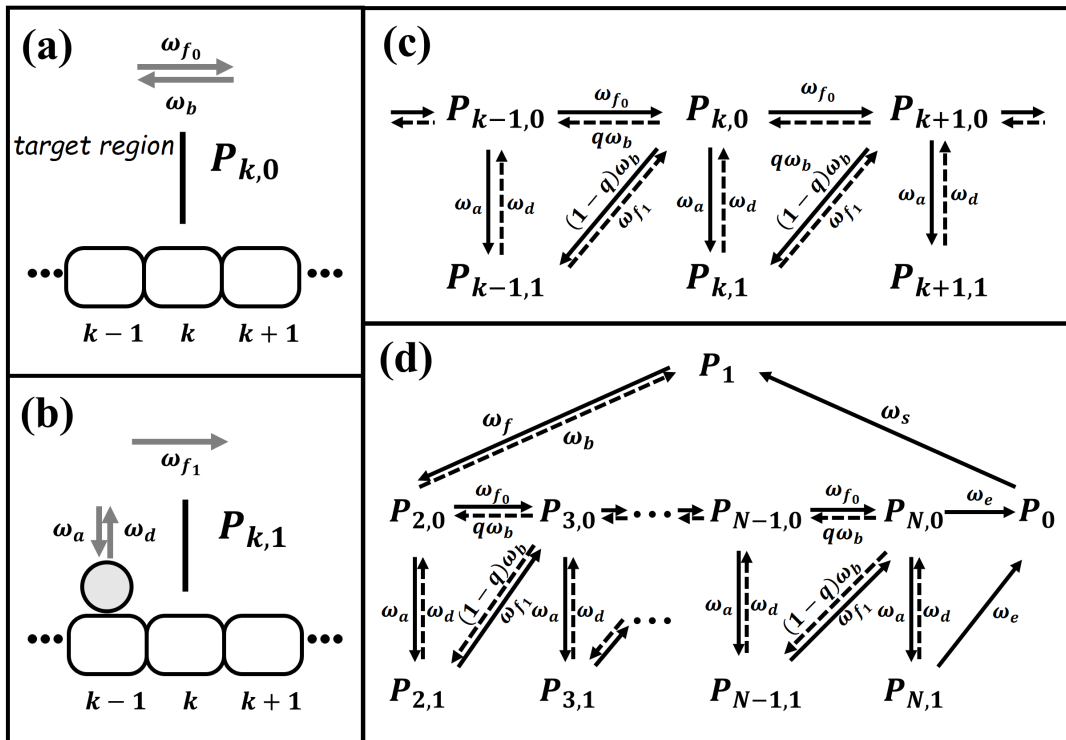 (a)
ω_{f_0}
ω_b
target region
P_{k,0}
••• •••
k − 1 k k + 1
(b)
ω_{f_1}
ω_a ω_d
P_{k,1}
••• •••
k − 1 k k + 1
(c)
ω_{f_0} ω_{f_0}
P_{k−1,0} P_{k,0} P_{k+1,0}
qω_b qω_b
ω_a ω_d (1 − q)ω_b ω_{f_1} ω_a ω_d (1 − q)ω_b ω_{f_1} ω_a ω_d
P_{k−1,1} P_{k,1} P_{k+1,1}
(d)
P_1
ω_f ω_b ω_s
ω_{f_0} ω_{f_0} ω_e
P_{2,0} P_{3,0} ••• P_{N−1,0} P_{N,0} P_0
qω_b qω_b
ω_a ω_d (1 − q)ω_b ω_{f_1} ω_a ω_d ••• ω_a ω_d (1 − q)ω_b ω_{f_1} ω_a ω_d ω_e
P_{2,1} P_{3,1} P_{N−1,1} P_{N,1}